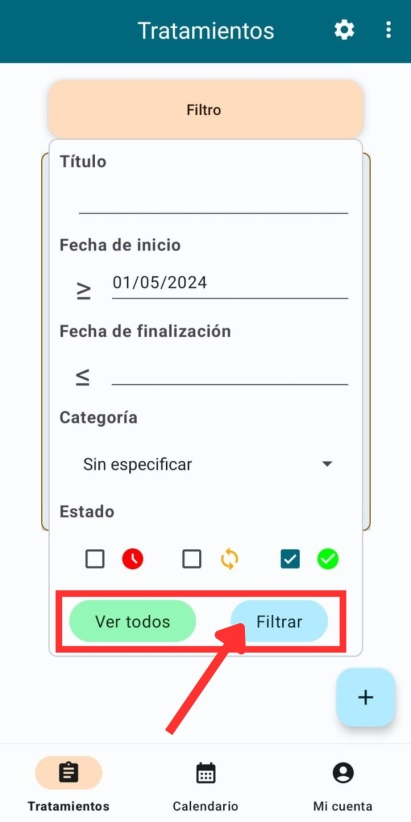 Tratamientos
Filtro
Título
Fecha de inicio
≥ 01/05/2024
Fecha de finalización
≤
Categoría
Sin especificar
Estado
Ver todos Filtrar
+
Tratamientos Calendario Mi cuenta